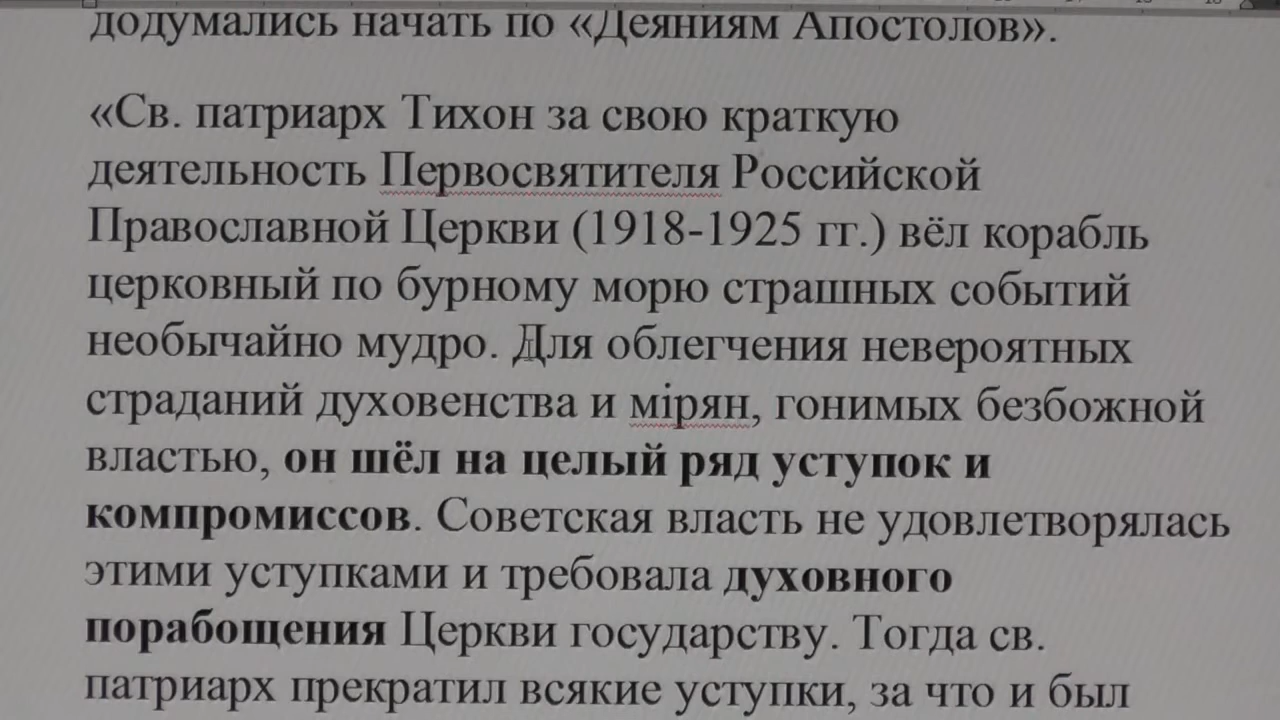 додумались начать по «Деяниям Апостолов».
«Св. патриарх Тихон за свою краткую
деятельность Первосвятителя Российской
Православной Церкви (1918-1925 гг.) вёл корабль
церковный по бурному морю страшных событий
необычайно мудро. Для облегчения невероятных
страданий духовенства и мірян, гонимых безбожной
властью, он шёл на целый ряд уступок и
компромиссов. Советская власть не удовлетворялась
этими уступками и требовала духовного
порабощения Церкви государству. Тогда св.
патриарх прекратил всякие уступки, за что и был